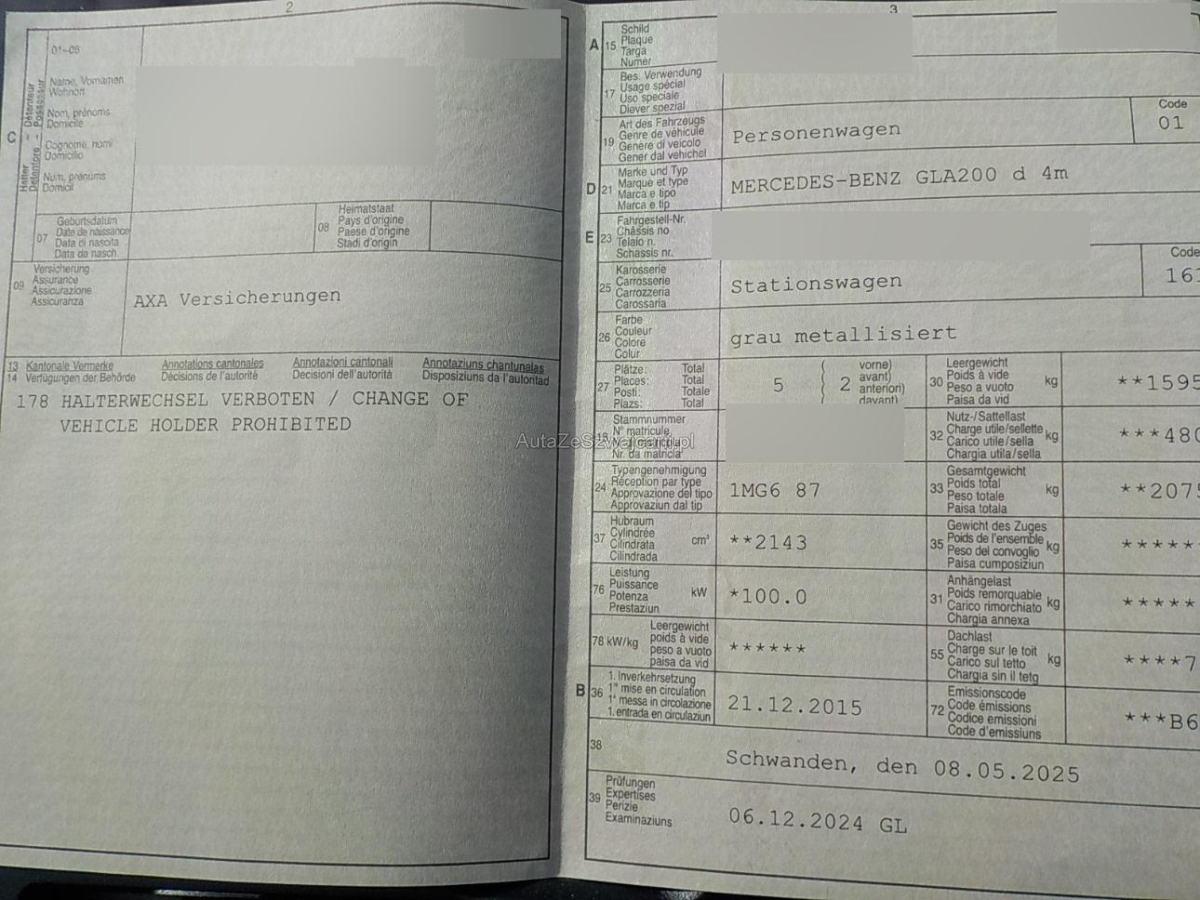 2
01-06
C
Halter – Détenteur
Detentore – Possessur
Name, Vornamen
Wohnort
Nom, prénoms
Domicile
Cognome, nomi
Domicilio
Num, prenums
Domicil
07
Geburtsdatum
Date de naissance
Data di nascita
Data da nasch.
08
Heimatstaat
Pays d'origine
Paese d'origine
Stadi d'origin
09
Versicherung
Assurance
Assicurazione
Assicuranza
AXA Versicherungen
13 Kantonale Vermerke Annotations cantonales Annotazioni cantonali Annotaziuns chantunalas
14 Verfügungen der Behörde Décisions de l'autorité Decisioni dell'autorità Disposiziuns da l'autoritad
178 HALTERWECHSEL VERBOTEN / CHANGE OF
VEHICLE HOLDER PROHIBITED
3
A 15
Schild
Plaque
Targa
Numer
17
Bes. Verwendung
Usage spécial
Uso speciale
Diever spezial
19
Art des Fahrzeugs
Genre de véhicule
Genere di veicolo
Gener dal vehichel
Personenwagen
Code
01
D 21
Marke und Typ
Marque et type
Marca e tipo
Marca e tip
MERCEDES-BENZ GLA200 d 4m
E 23
Fahrgestell-Nr.
Châssis no
Telaio n.
Schassis nr.
25
Karosserie
Carrosserie
Carrozzeria
Carossaria
Stationswagen
Code
161
26
Farbe
Couleur
Colore
Colur
grau metallisiert
27
Plätze: Total
Places: Total
Posti: Totale
Plazs: Total
5
( 2
vorne)
avant)
anteriori)
davant)
30
Leergewicht
Poids à vide
Peso a vuoto
Paisa da vid
kg
**1595
18
Stammnummer
N° matricule
Nr. da matricla
32
Nutz-/Sattellast
Charge utile/sellette
Carico utile/sella
Chargia utila/sella
kg
***480
AutaZeSzwajcarii.pl
24
Typengenehmigung
Réception par type
Approvazione del tipo
Approvaziun dal tip
1MG6 87
33
Gesamtgewicht
Poids total
Peso totale
Paisa totala
kg
**2075
37
Hubraum
Cylindrée
Cilindrata
Cilindrada
cm³
**2143
35
Gewicht des Zuges
Poids de l'ensemble
Peso del convoglio
Paisa cumposiziun
kg
*****
76
Leistung
Puissance
Potenza
Prestaziun
kW
*100.0
31
Anhängelast
Poids remorquable
Carico rimorchiato
Chargia annexa
kg
*****
78 kW/kg
Leergewicht
poids à vide
peso a vuoto
paisa da vid
******
55
Dachlast
Charge sur le toit
Carico sul tetto
Chargia sin il tetg
kg
****7
B 36
1. Inverkehrsetzung
1re mise en circulation
1a messa in circolazione
1. entrada en circulaziun
21.12.2015
72
Emissionscode
Code émissions
Codice emissioni
Code d'emissiuns
***B6
38
Schwanden, den 08.05.2025
39
Prüfungen
Expertises
Perizie
Examinaziuns
06.12.2024 GL